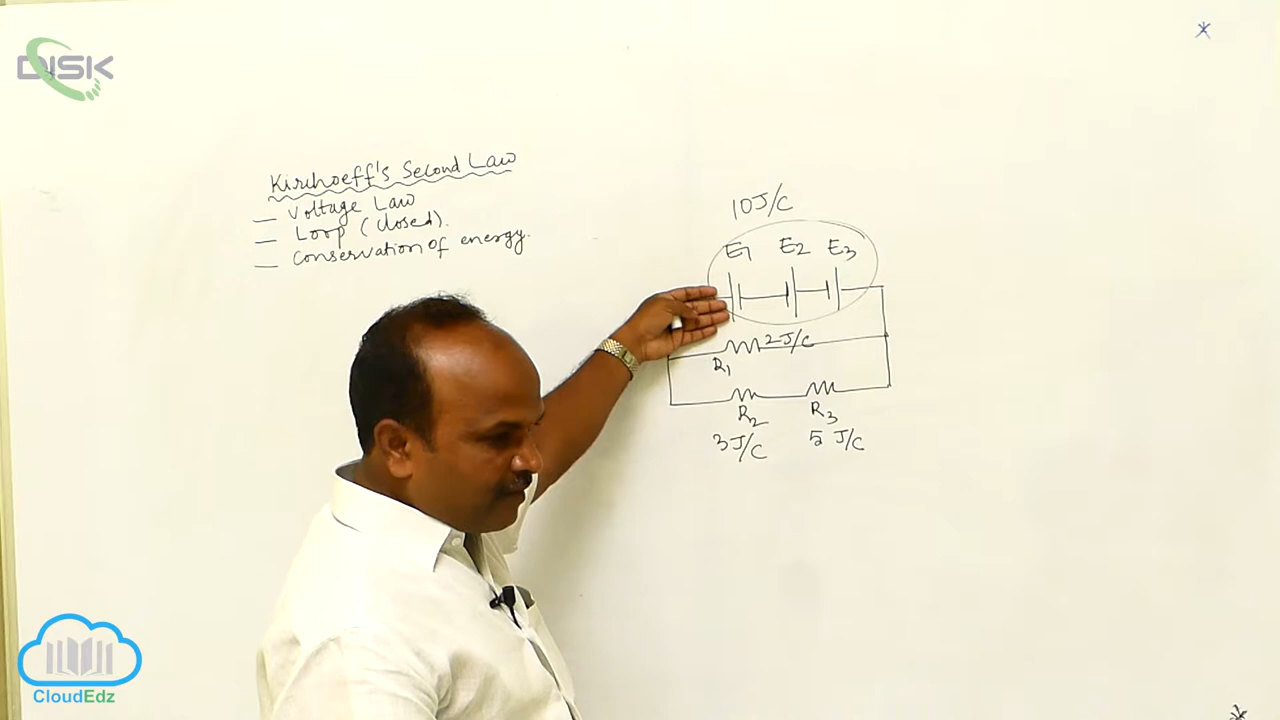 DISK
Kirchoeff's Second Law
— Voltage Law
— Loop (closed).
— Conservation of energy.
10J/C
E1 E2 E3
2J/C
R1
R2 R3
3J/C 5 J/C
CloudEdz